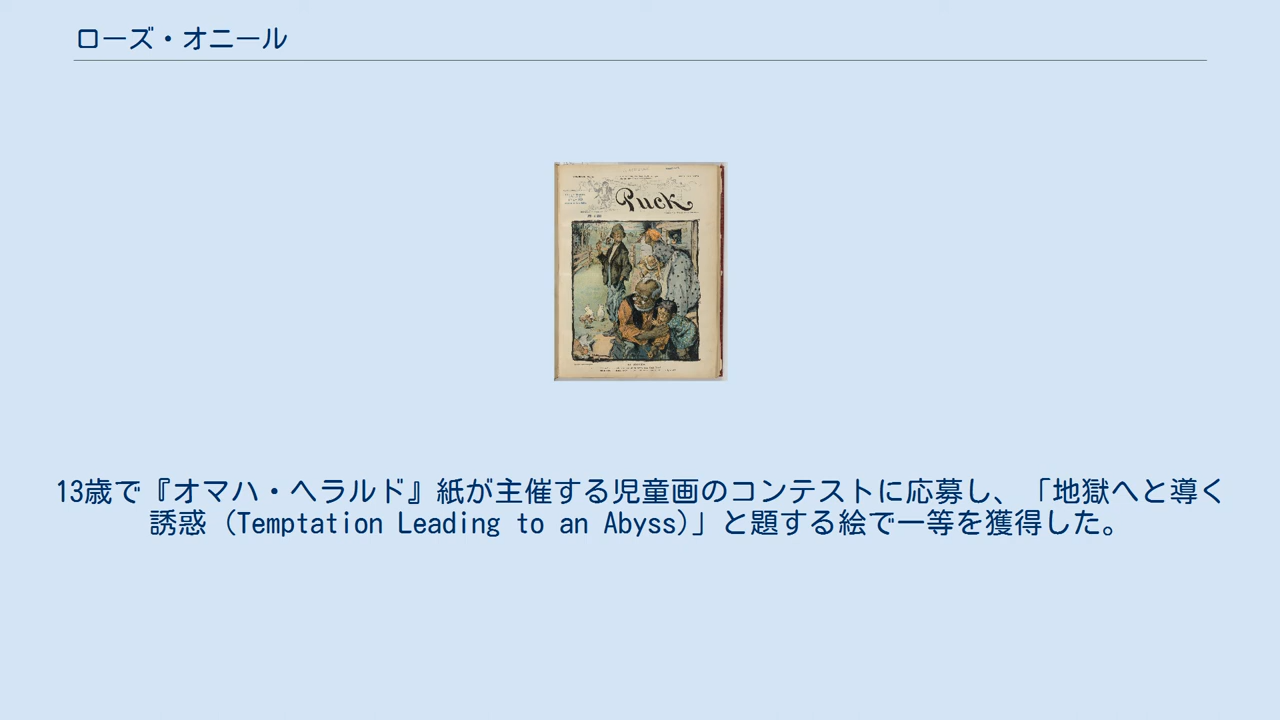 ローズ・オニール
Puck
13歳で『オマハ・ヘラルド』紙が主催する児童画のコンテストに応募し、「地獄へと導く
誘惑（Temptation Leading to an Abyss)」と題する絵で一等を獲得した。